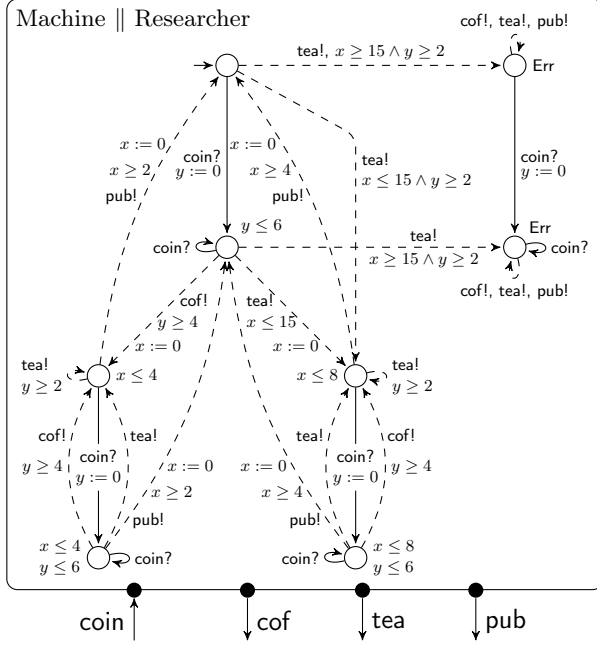 Machine ∥ Researcher
cof!, tea!, pub!
tea!, x ≥ 15 ∧ y ≥ 2
Err
x := 0
x ≥ 2
pub!
coin?
y := 0
x := 0
x ≥ 4
pub!
tea!
x ≤ 15 ∧ y ≥ 2
coin?
y := 0
y ≤ 6
coin?
tea!
x ≥ 15 ∧ y ≥ 2
Err
coin?
cof!, tea!, pub!
cof!
y ≥ 4
x := 0
tea!
x ≤ 15
x := 0
tea!
y ≥ 2
x ≤ 4
x ≤ 8
tea!
y ≥ 2
cof!
y ≥ 4
coin?
y := 0
tea!
x := 0
x ≥ 2
pub!
x := 0
x ≥ 4
pub!
tea!
coin?
y := 0
cof!
y ≥ 4
x ≤ 4
y ≤ 6
coin?
coin?
x ≤ 8
y ≤ 6
coin
cof
tea
pub